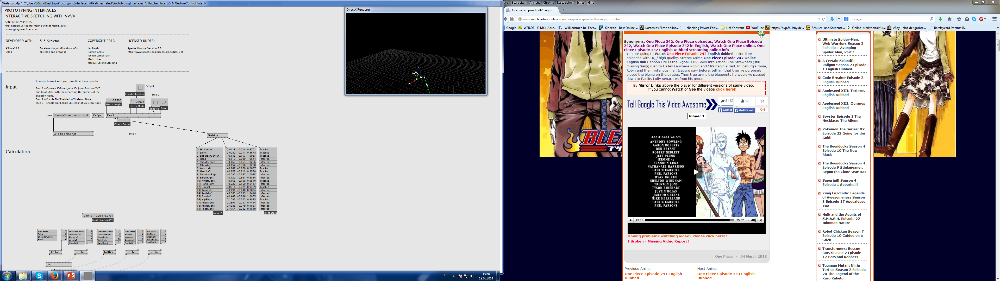 Skeleton.v4p * C:\Users\Michi\Desktop\PrototypingInterfaces_AllPatches_latest\PrototypingInterfaces_AllPatches_latest\5_6_GestureControl_latest\
PROTOTYPING INTERFACES
INTERACTIVE SKETCHING WITH VVVV
ISBN: 9783874398435
First Edition,Verlag Hermann Schmidt Mainz, 2013
prototypinginterfaces.com
DEVELOPED WITH: 5_6_Skeleton COPYRIGHT 2013 LICENSED UNDER:
45beta31.2
2013
Receives the JointPositions of a
skeleton and draws it
Jan Barth
Roman Grasy
Jochen Leinberger
Mark Lukas
Markus Lorenz Schilling
Apache License, Version 2.0
http://www.apache.org/licenses/LICENSE-2.0
Input
In order to work with your own Kinect you need to:
Step 1 - Connect IOBoxes Joint ID, Joint Position XYZ,
and Joint State with the according OutputPins of the
Skeleton Node.
Step 2 - Enable Pin "Enabled" of Skeleton Node
Step 3 - Enable Pin "Enable Skeleton" of Skeleton Node
Step 3
Enable Skeleton
Step 2
0.7500
Motor Angle
Default
Depth Mode
Enabled
Reset
open
assets\kinect_record.xml
OnOpen
Kinect
1
Kinect Count
SimulateSkeleton
Step 1
Skeleton
Calculation
0| HipCenter 0.0415 -0.214 0.9701 Tracked
1| Spine 0.0080 -0.211 0.9678 Tracked
2| ShoulderCenter -0.135 -0.153 1.0037 Tracked
3| Head -0.110 0.000 1.0644 Inferred
4| ShoulderLeft -0.162 -0.161 1.0256 Inferred
5| ElbowLeft -0.157 -0.366 1.0280 Inferred
6| WristLeft -0.167 -0.180 0.9637 Tracked
7| HandLeft -0.155 -0.113 0.9580 Tracked
8| ShoulderRight -0.090 -0.187 1.0035 Inferred
9| ElbowRight -0.120 -0.361 0.9894 Inferred
10| WristRight -0.165 -0.168 0.9540 Tracked
11| HandRight -0.220 -0.160 0.9417 Inferred
12| HipLeft 0.0311 -0.225 0.9379 Tracked
13| KneeLeft -0.194 -0.440 0.9834 Inferred
14| AnkleLeft -0.389 -0.659 1.0418 Inferred
15| FootLeft -0.445 -0.696 1.0805 Inferred
16| HipRight 0.1092 -0.222 0.9858 Tracked
17| KneeRight 0.2691 -0.247 0.7414 Inferred
18| AnkleRight 0.4285 -0.279 0.4887 Inferred
19| FootRight 0.4754 -0.232 0.4610 Inferred
Joint ID
Joint State
0.0415 -0.214 0.9701
Joint PositionXYZ
HipCenter 0
Spine 1
ShoulderCenter 2
Head 3
ShoulderCenter 2
ShoulderLeft 4
ElbowLeft 5
WristLeft 6
HandLeft 7
ShoulderCenter 2
ShoulderRight 8
ElbowRight 9
WristRight 10
HandRight 11
HipCenter 0
HipLeft 12
KneeLeft 13
AnkleLeft 14
FootLeft 15
HipCenter 0
HipRight 16
KneeRight 17
AnkleRight 18
FootRight 19
GetSlice GetSlice GetSlice GetSlice GetSlice
Line
DirectX Renderer
DE
15:58
19.06.2014
Bearbeiten Ansicht Chronik Lesezeichen Extras Hilfe
One Piece Episode 242 English...
www.watchcartoononline.com/one-piece-episode-242-english-dubbed
Google
Google WEB.DE - E-Mail-Adre... Willkommen bei Face... Kinox.to - Best Online ... Kostenlos Filme online... eBanking Private Editi... Uni Konstanz YouTube https://hvp.fh-isny.de... Schüler- und Studente... Online-Kreditportal für... eBay - eine der größte... Barclaycard Internet B...
Synonyms: One Piece 242, One Piece episodes, Watch One Piece Episode
242, Watch One Piece Episode 242 in English, Watch One Piece online, One
Piece Episode 242 English Dubbed streaming online info
You are going to Watch One Piece Episode 242 English dubbed online free
episodes with HQ / high quality. Stream Anime One Piece Episode 242 Online
English dub Cannon Fire Is the Signal! CP9 Goes Into Action! The Strawhats (still
missing Sanji) rush to Galley La where Robin and CP9 begin a raid. In Iceburg's room,
Robin and the mysterious man Iceburg saw before, tell him that they've purposely
placed the blame on the pirates. Their true aim is the blueprints he would've passed
down to Paulie. Luffy separates from his group.
Try Mirror Links above the player for different versions of same video.
If you cannot Watch or See the videos click here!!
Tell Google This Video Awesome
81.60
52
14
Gefällt
Gefällt mir
+1
Player 1
Additional Voices
ANTHONY BOWLING
AARON ROBERTS
BEN BRYANT
ROBERT NEBLETT
JEFF PLUNK
JEROME 57
BRANDON LUNA
NATHANAEL HARRISON
PATRIC CARROLL
PHIL PARSONS
RYAN INGRIM
SHELTON WINDHAM
TRENTON JONS
TYSON RINEHART
JUSTIN ROJAS
JARROD GREENE
MIKE MCFARLAND
PATRIC CARROLL
PHIL PARSONS
22:19
23:37
Having problems watching video? Please click here!!
! Broken - Missing Video Report !
One Piece - 04 March 2013
Previous Anime
One Piece Episode 241 English
Dubbed
Next Anime
One Piece Episode 243 English
Dubbed
BLEA
Ultimate Spider-Man:
Web Warriors Season 3
Episode 1 Avenging
Spider-Man, Part 1
A Certain Scientific
Railgun Season 2 Episode
1 English Dubbed
Code Breaker Episode 3
English Dubbed
Appleseed XIII: Tartaros
English Dubbed
Appleseed XIII: Ouranos
English Dubbed
Boyster Episode 1 The
Necklace; The Aliene
Pokemon The Series: XY
Episode 22 Going for the
Gold!
The Boondocks Season 4
Episode 10 The New
Black
The Boondocks Season 4
Episode 9 Stinkmeaner:
Begun the Clone War Has
Superjail! Season 4
Episode 1 Superhell!
Kung Fu Panda: Legends
of Awesomeness Season
3 Episode 17 Apocalypse
Yao
Hulk and the Agents of
S.M.A.S.H. Episode 22
Inhuman Nature
Robot Chicken Season 7
Episode 10 Catdog on a
Stick
Transformers: Rescue
Bots Season 2 Episode
17 Bots and Robbers
Teenage Mutant Ninja
Turtles Season 2 Episode
20 The Legend of the
Kuro Kabuto